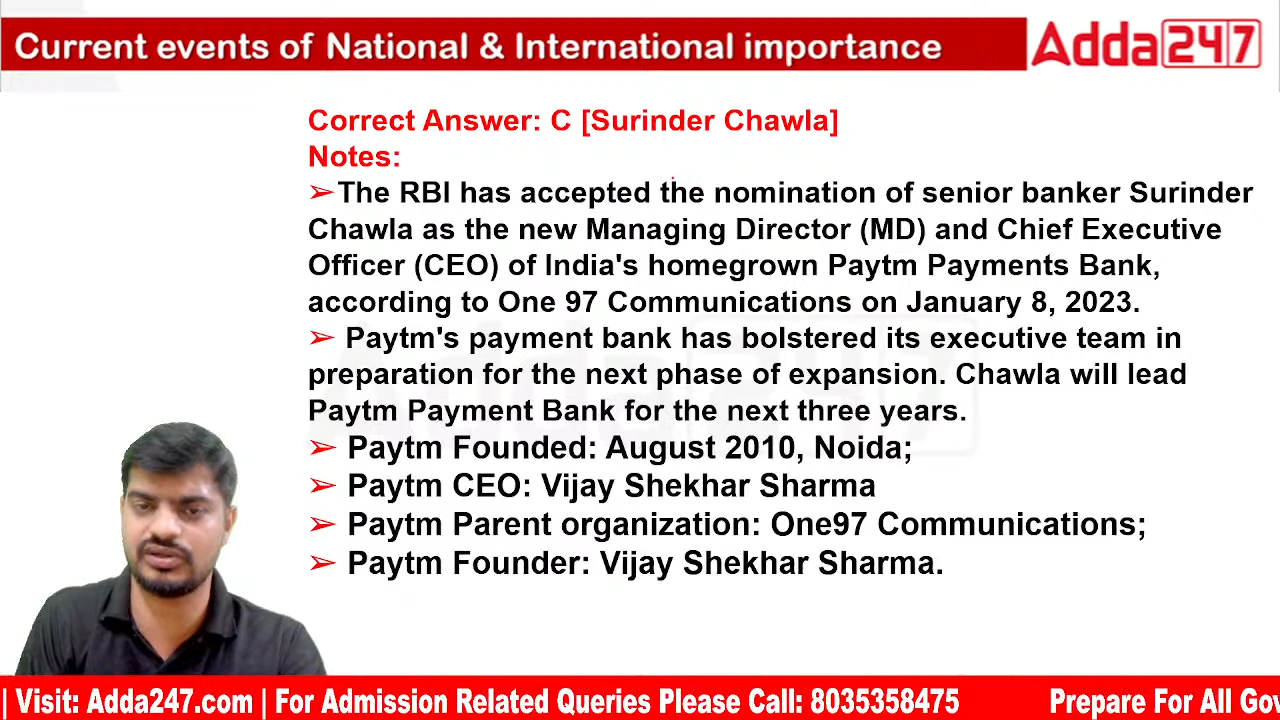 Current events of National & International importance
Adda247
Correct Answer: C [Surinder Chawla]
Notes:
➢The RBI has accepted the nomination of senior banker Surinder
Chawla as the new Managing Director (MD) and Chief Executive
Officer (CEO) of India's homegrown Paytm Payments Bank,
according to One 97 Communications on January 8, 2023.
➢ Paytm's payment bank has bolstered its executive team in
preparation for the next phase of expansion. Chawla will lead
Paytm Payment Bank for the next three years.
➢ Paytm Founded: August 2010, Noida;
➢ Paytm CEO: Vijay Shekhar Sharma
➢ Paytm Parent organization: One97 Communications;
➢ Paytm Founder: Vijay Shekhar Sharma.
| Visit: Adda247.com | For Admission Related Queries Please Call: 8035358475 Prepare For All Gov